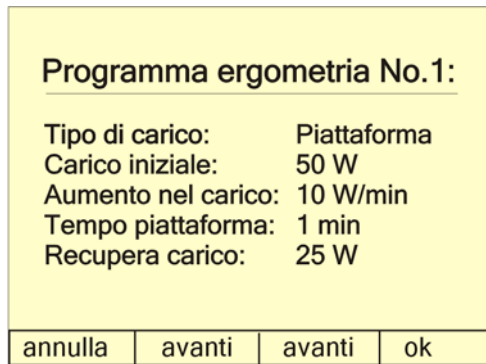 Programma ergometria No.1:
Tipo di carico: Piattaforma
Carico iniziale: 50 W
Aumento nel carico: 10 W/min
Tempo piattaforma: 1 min
Recupera carico: 25 W
annulla avanti avanti ok